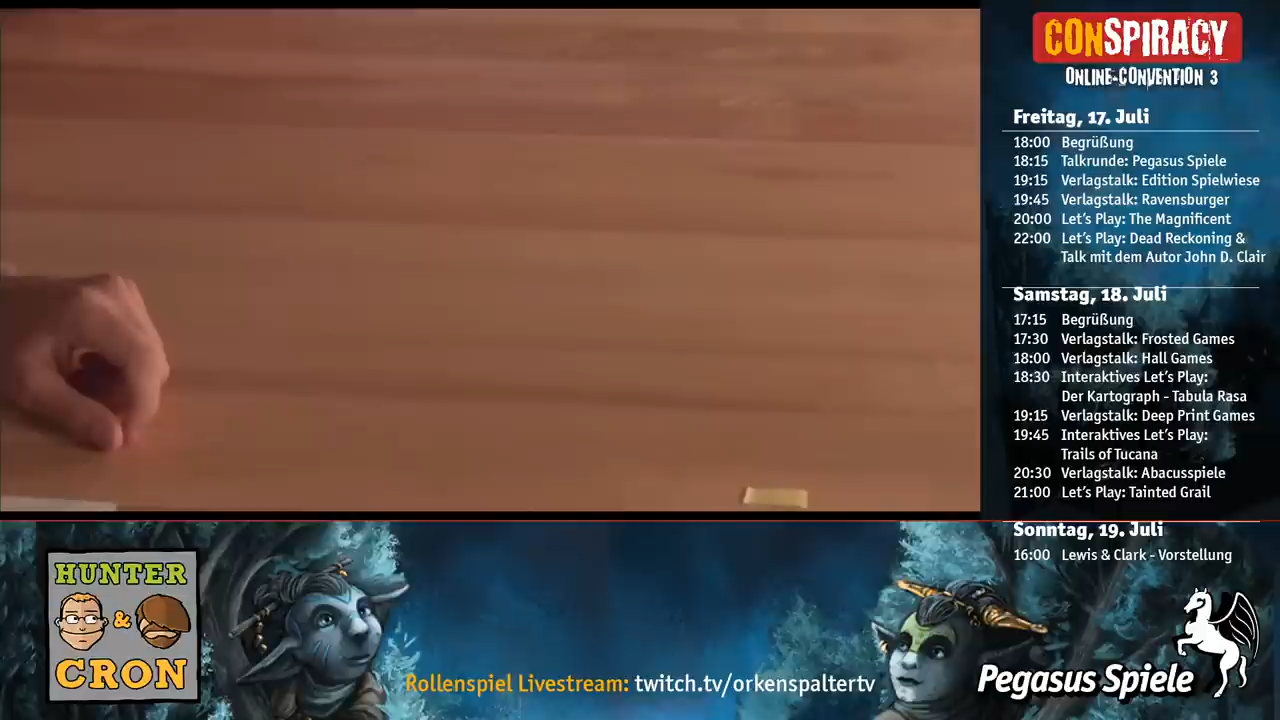 CONSPIRACY
ONLINE-CONVENTION 3
Freitag, 17. Juli
18:00 Begrüßung
18:15 Talkrunde: Pegasus Spiele
19:15 Verlagstalk: Edition Spielwiese
19:45 Verlagstalk: Ravensburger
20:00 Let's Play: The Magnificent
22:00 Let's Play: Dead Reckoning &
Talk mit dem Autor John D. Clair
Samstag, 18. Juli
17:15 Begrüßung
17:30 Verlagstalk: Frosted Games
18:00 Verlagstalk: Hall Games
18:30 Interaktives Let's Play:
Der Kartograph - Tabula Rasa
19:15 Verlagstalk: Deep Print Games
19:45 Interaktives Let's Play:
Trails of Tucana
20:30 Verlagstalk: Abacusspiele
21:00 Let's Play: Tainted Grail
Sonntag, 19. Juli
16:00 Lewis & Clark - Vorstellung
HUNTER
&
CRON
Rollenspiel Livestream: twitch.tv/orkenspaltertv
Pegasus Spiele